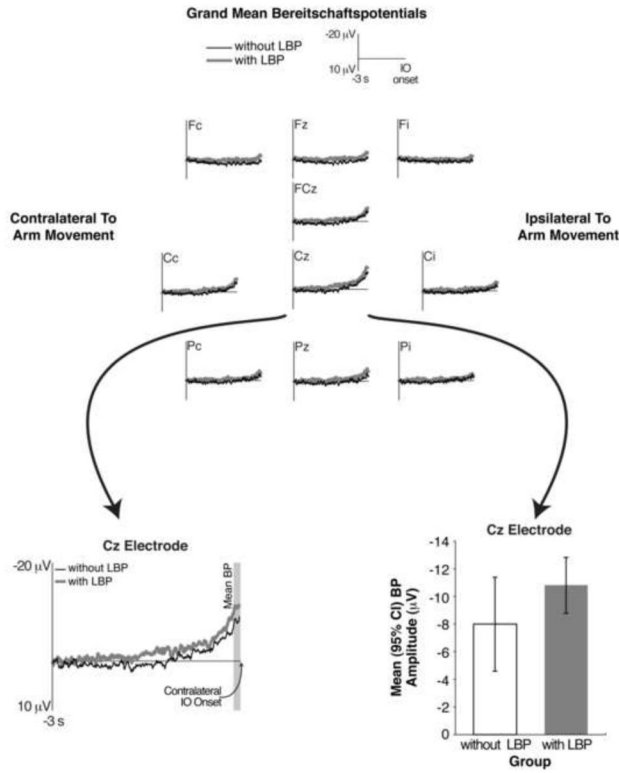 Grand Mean Bereitschaftspotentials
without LBP
with LBP
-20 µV
10 µV
-3 s
IO
onset
Fc
Fz
Fi
FCz
Contralateral To
Arm Movement
Ipsilateral To
Arm Movement
Cc
Cz
Ci
Pc
Pz
Pi
Cz Electrode
-20 µV
without LBP
with LBP
Mean BP
Contralateral
IO Onset
10 µV
-3 s
Cz Electrode
Mean (95% CI) BP
Amplitude (µV)
-14
-14
-10
-8
-6
-4
-2
0
without LBP
with LBP
Group